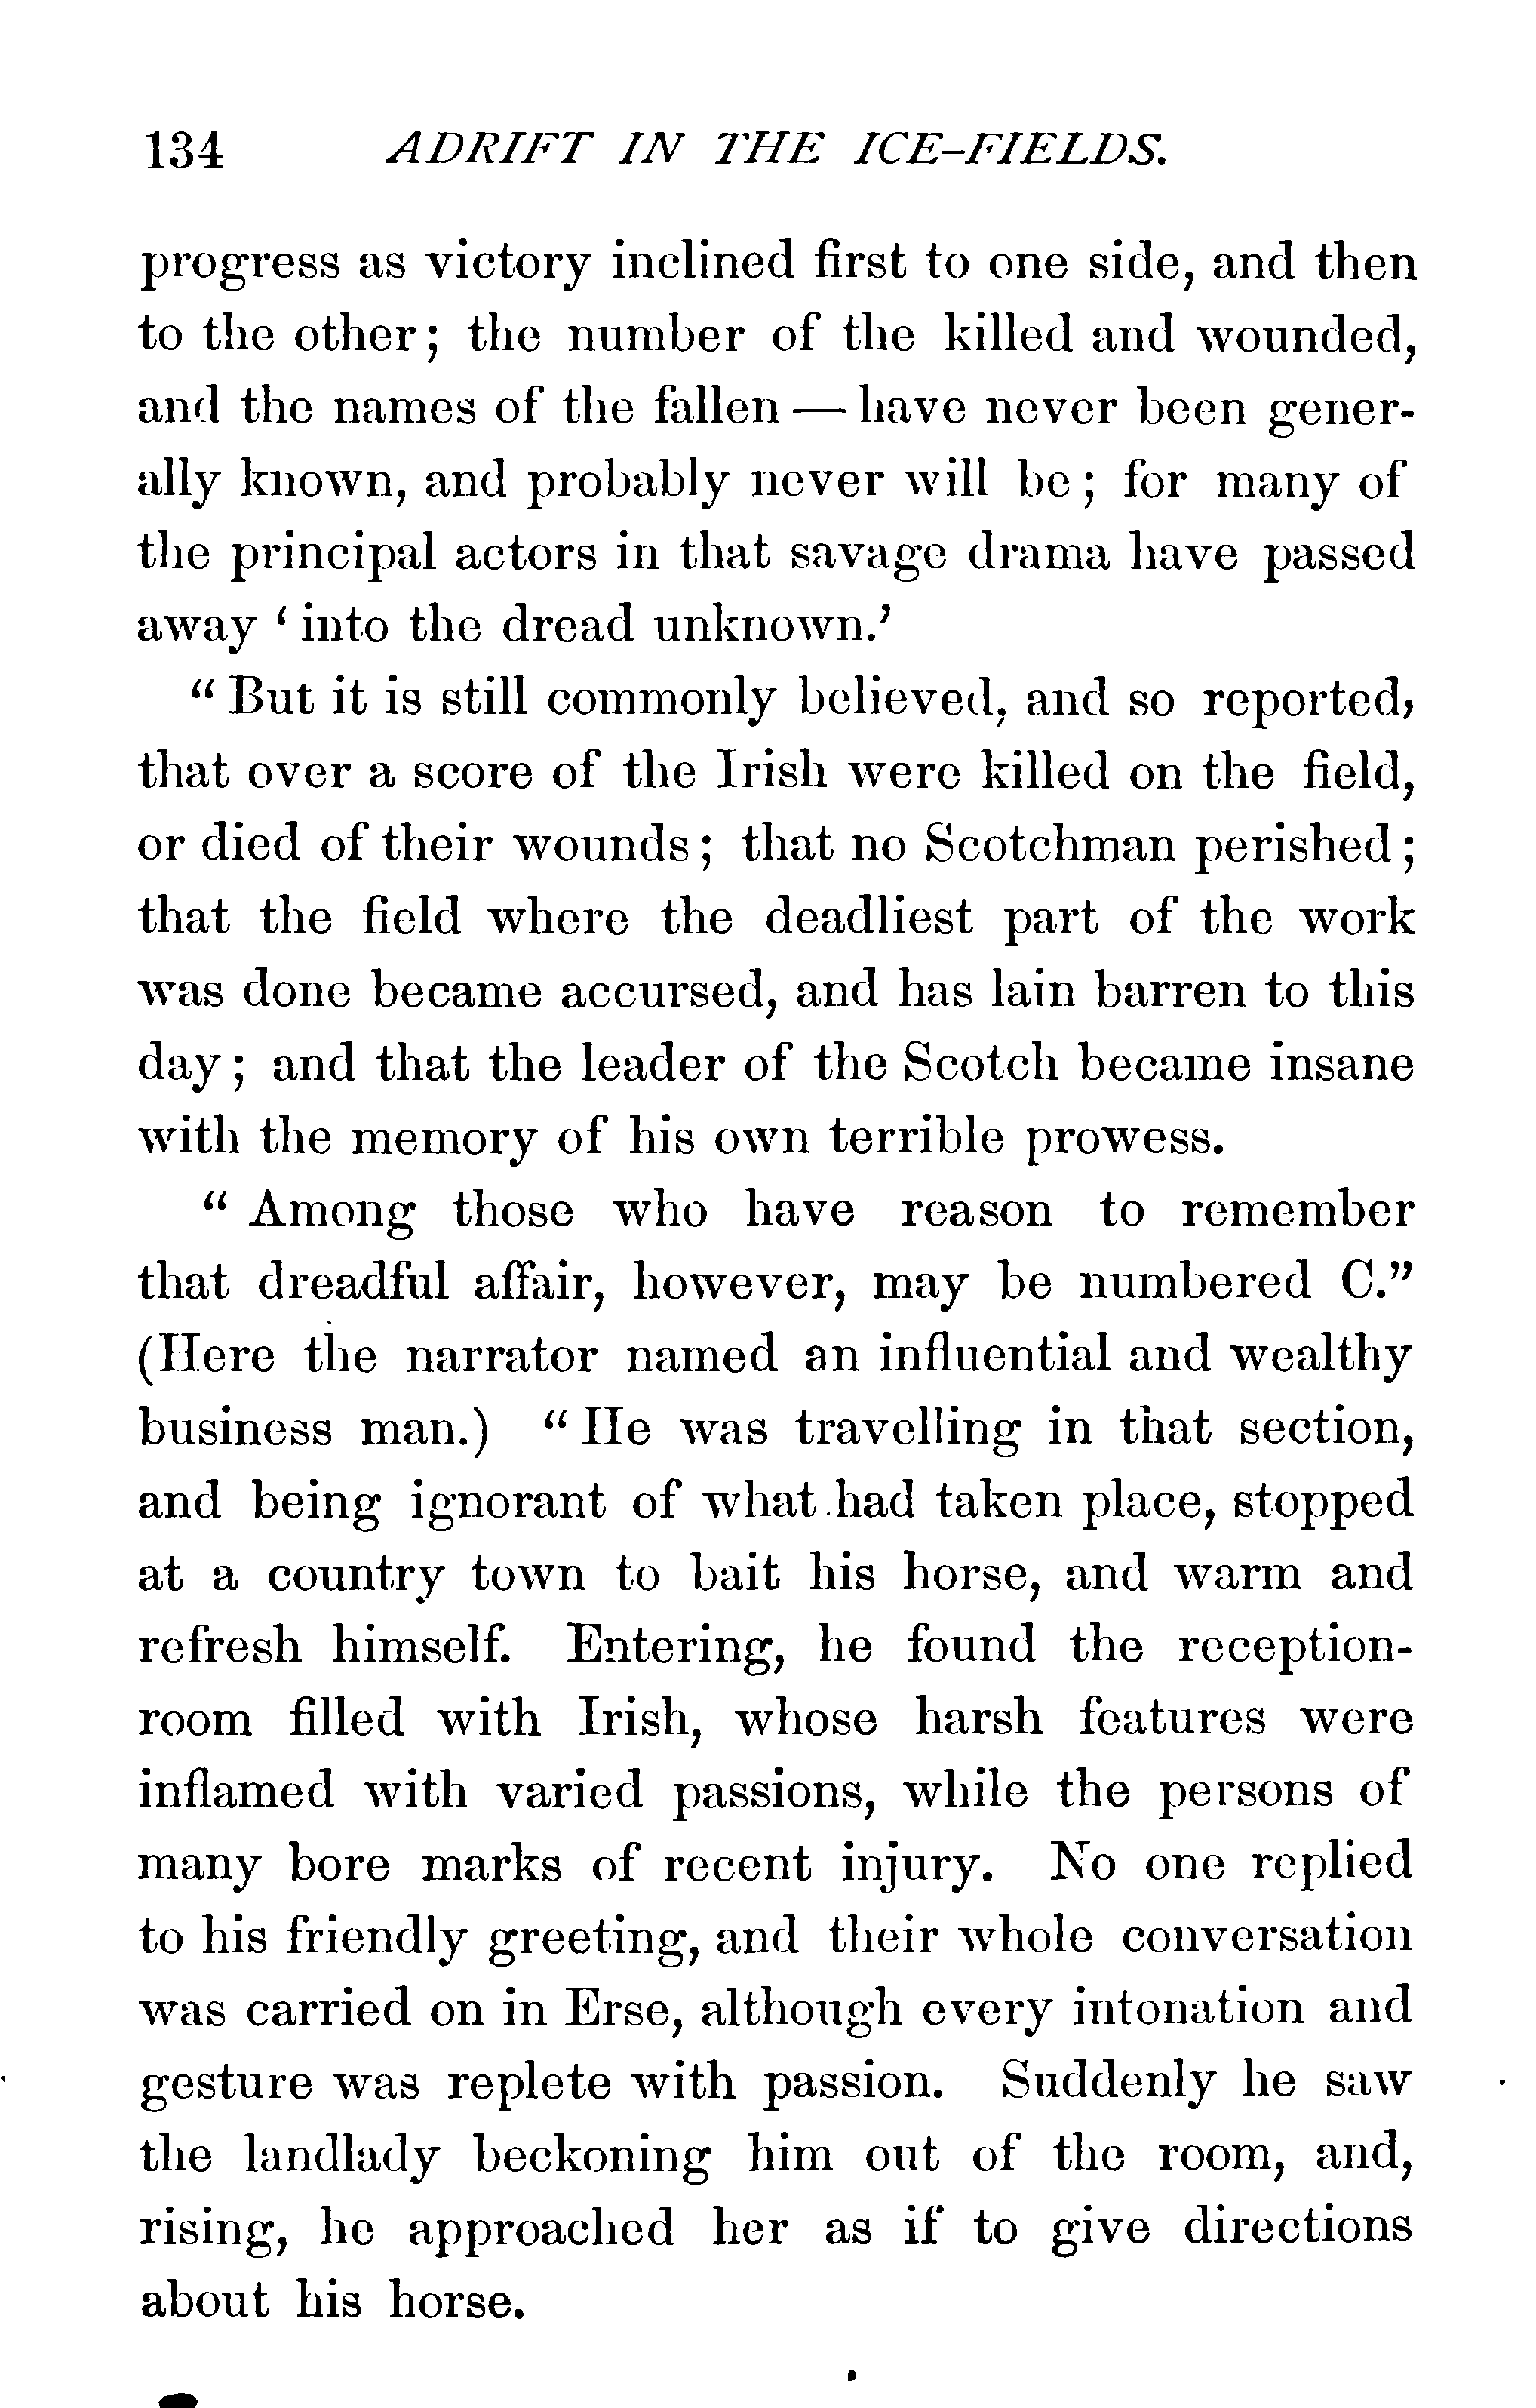 134 ADRIFT IN THE ICE-FIELDS.
progress as victory inclined first to one side, and then
to the other; the number of the killed and wounded,
and the names of the fallen — have never been gener-
ally known, and probably never will be; for many of
the principal actors in that savage drama have passed
away ‘into the dread unknown.’
“But it is still commonly believed, and so reported,
that over a score of the Irish were killed on the field,
or died of their wounds; that no Scotchman perished;
that the field where the deadliest part of the work
was done became accursed, and has lain barren to this
day; and that the leader of the Scotch became insane
with the memory of his own terrible prowess.
“Among those who have reason to remember
that dreadful affair, however, may be numbered C.”
(Here the narrator named an influential and wealthy
business man.) “He was travelling in that section,
and being ignorant of what had taken place, stopped
at a country town to bait his horse, and warm and
refresh himself. Entering, he found the reception-
room filled with Irish, whose harsh features were
inflamed with varied passions, while the persons of
many bore marks of recent injury. No one replied
to his friendly greeting, and their whole conversation
was carried on in Erse, although every intonation and
gesture was replete with passion. Suddenly he saw
the landlady beckoning him out of the room, and,
rising, he approached her as if to give directions
about his horse.